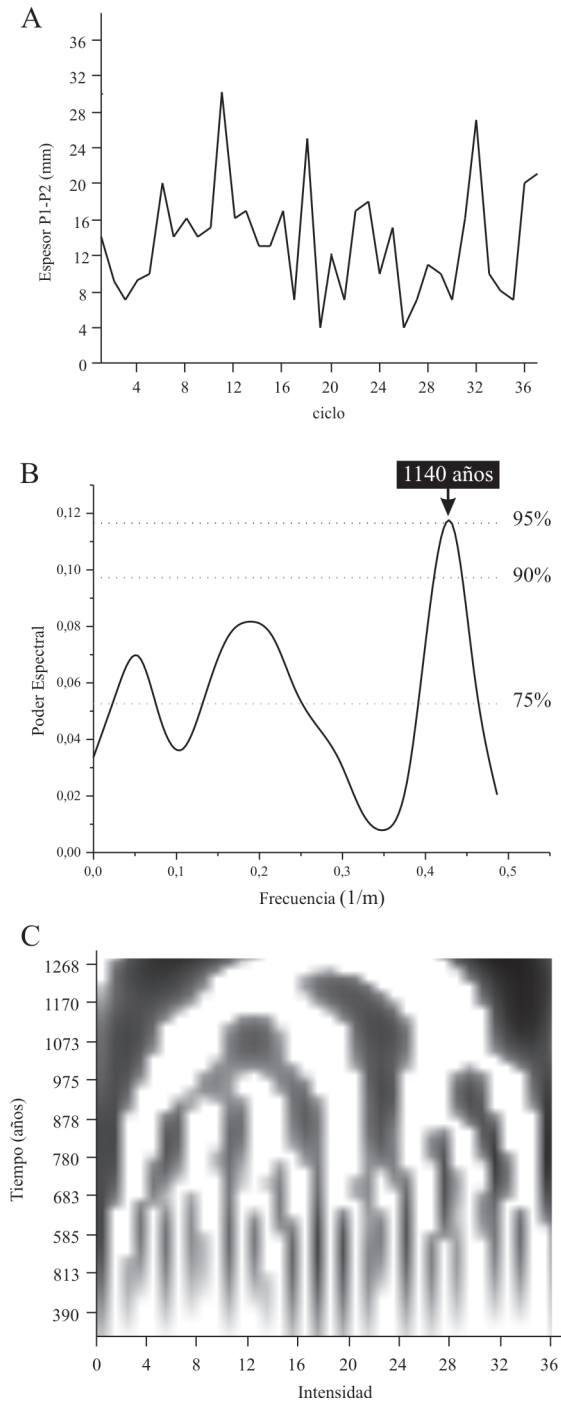 A
36
32
28
24
20
16
12
8
4
0
Espesor P1-P2 (mm)
4 8 12 16 20 24 28 32 36
ciclo
B
1140 años
0,12
0,10
0,08
0,06
0,04
0,02
0,00
95%
90%
75%
Poder Espectral
0,0 0,1 0,2 0,3 0,4 0,5
Frecuencia (1/m)
C
1268
1170
1073
975
878
780
683
585
813
390
Tiempo (años)
0 4 8 12 16 20 24 28 32 36
Intensidad